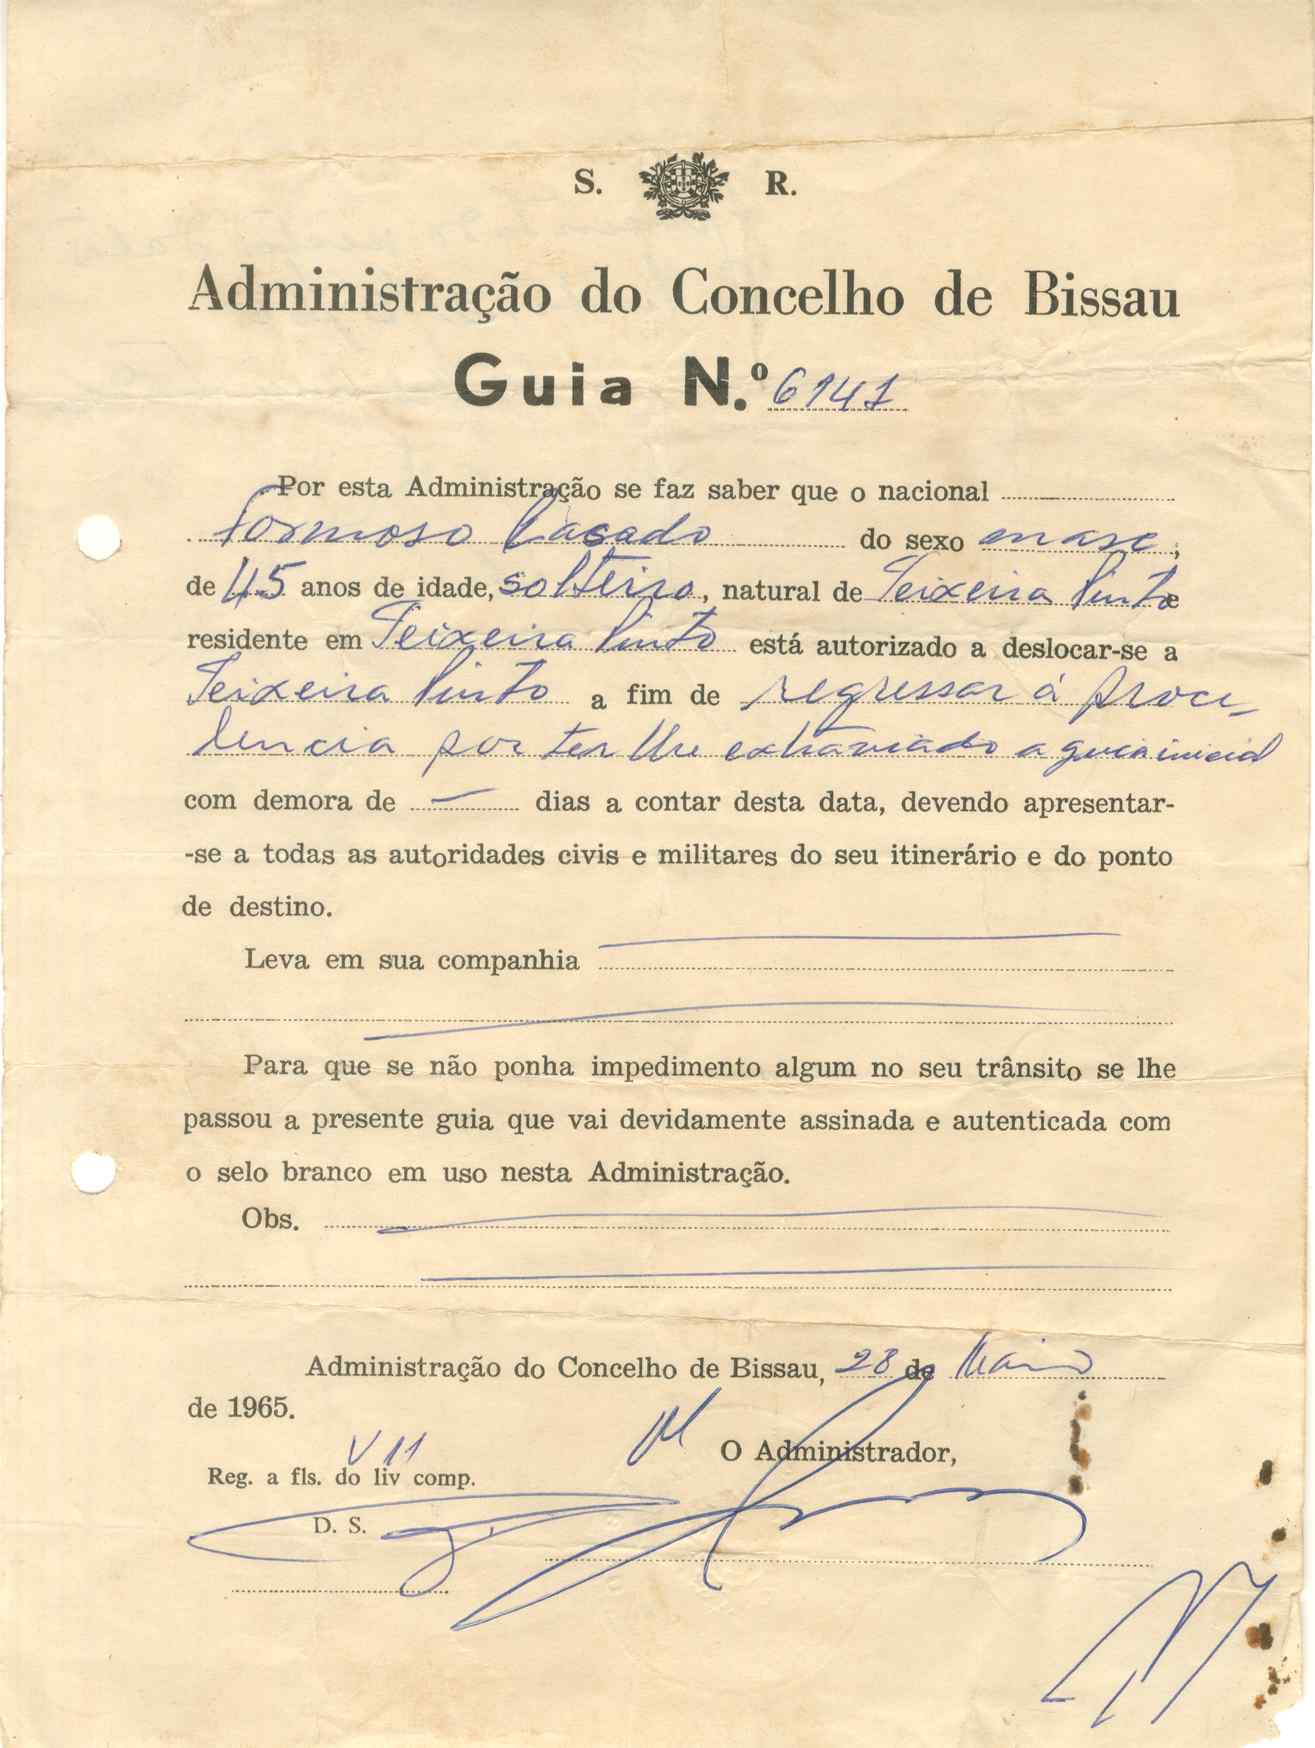 S. R.
Administração do Concelho de Bissau
Guia N.º 6141
Por esta Administração se faz saber que o nacional
Formoso Casado do sexo masc,
de 45 anos de idade, solteiro, natural de Teixeira Pinto e
residente em Teixeira Pinto está autorizado a deslocar-se a
Teixeira Pinto a fim de regressar á proce-
dencia por ter lhe extraviado a guia inicial
com demora de — dias a contar desta data, devendo apresentar-
-se a todas as autoridades civis e militares do seu itinerário e do ponto
de destino.
Leva em sua companhia
Para que se não ponha impedimento algum no seu trânsito se lhe
passou a presente guia que vai devidamente assinada e autenticada com
o selo branco em uso nesta Administração.
Obs.
Administração do Concelho de Bissau, 28 de Maio
de 1965.
O Administrador,
Reg. a fls. do liv comp.
D. S.